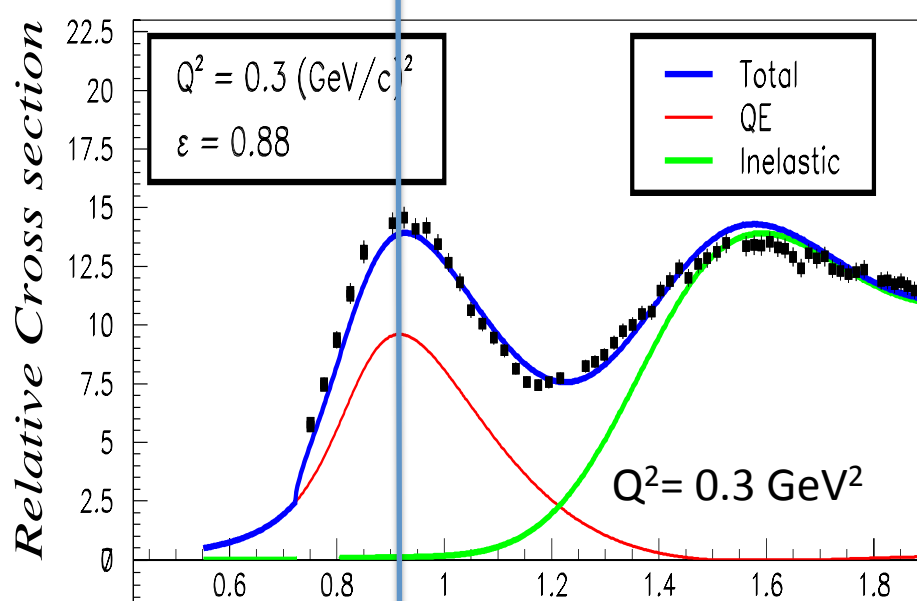 Relative Cross section
22.5
20
17.5
15
12.5
10
7.5
5
2.5
0
Q² = 0.3 (GeV/c)²
ε = 0.88
Total
QE
Inelastic
Q²= 0.3 GeV²
0.6 0.8 1 1.2 1.4 1.6 1.8